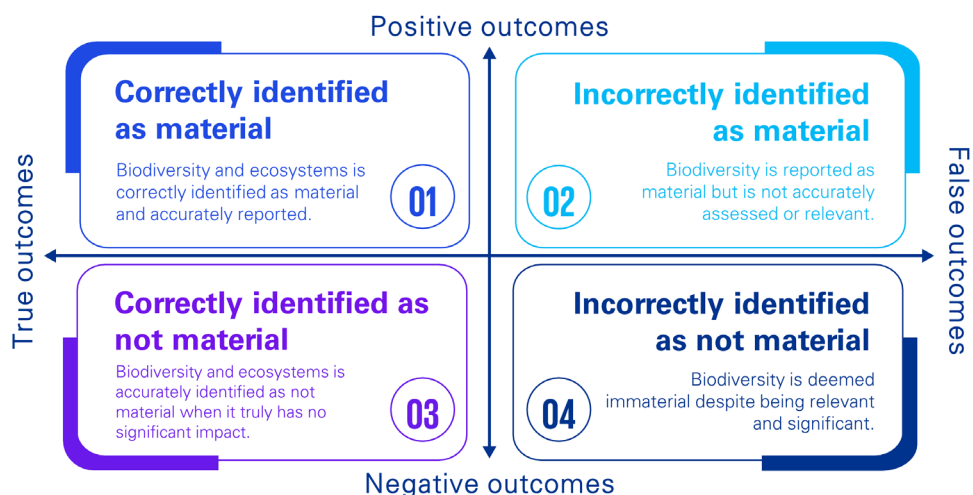 Positive outcomes
True outcomes
Correctly identified
as material
Biodiversity and ecosystems is
correctly identified as material
and accurately reported.
01
Incorrectly identified
as material
Biodiversity is reported as
material but is not accurately
assessed or relevant.
02
False outcomes
Correctly identified as
not material
Biodiversity and ecosystems is
accurately identified as not
material when it truly has no
significant impact.
03
Incorrectly identified
as not material
Biodiversity is deemed
immaterial despite being relevant
and significant.
04
Negative outcomes